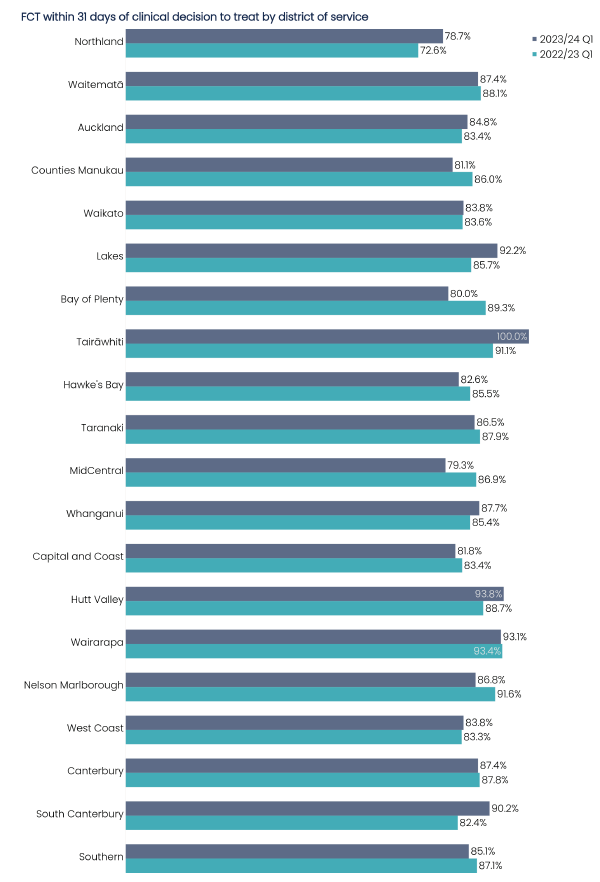 FCT within 31 days of clinical decision to treat by district of service
2023/24 Q1
2022/23 Q1
Northland
78.7%
72.6%
Waitematā
87.4%
88.1%
Auckland
84.8%
83.4%
Counties Manukau
81.1%
86.0%
Waikato
83.8%
83.6%
Lakes
92.2%
85.7%
Bay of Plenty
80.0%
89.3%
Tairāwhiti
100.0%
91.1%
Hawke's Bay
82.6%
85.5%
Taranaki
86.5%
87.9%
MidCentral
79.3%
86.9%
Whanganui
87.7%
85.4%
Capital and Coast
81.8%
83.4%
Hutt Valley
93.8%
88.7%
Wairarapa
93.1%
93.4%
Nelson Marlborough
86.8%
91.6%
West Coast
83.8%
83.3%
Canterbury
87.4%
87.8%
South Canterbury
90.2%
82.4%
Southern
85.1%
87.1%